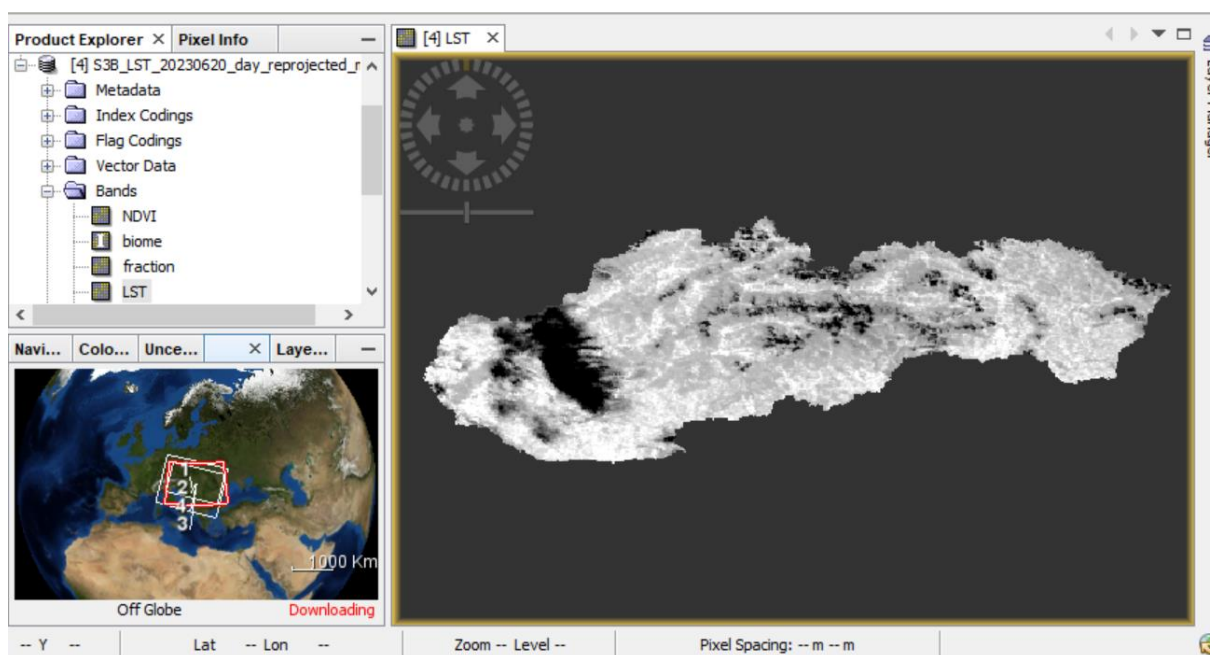 Product Explorer × Pixel Info
[4] S3B_LST_20230620_day_reprojected_r
Metadata
Index Codings
Flag Codings
Vector Data
Bands
NDVI
biome
fraction
LST
[4] LST ×
Navi... Colo... Unce... × Laye...
1
2
4
3
1000 Km
Off Globe Downloading
-- Y -- Lat -- Lon -- Zoom -- Level -- Pixel Spacing: -- m -- m